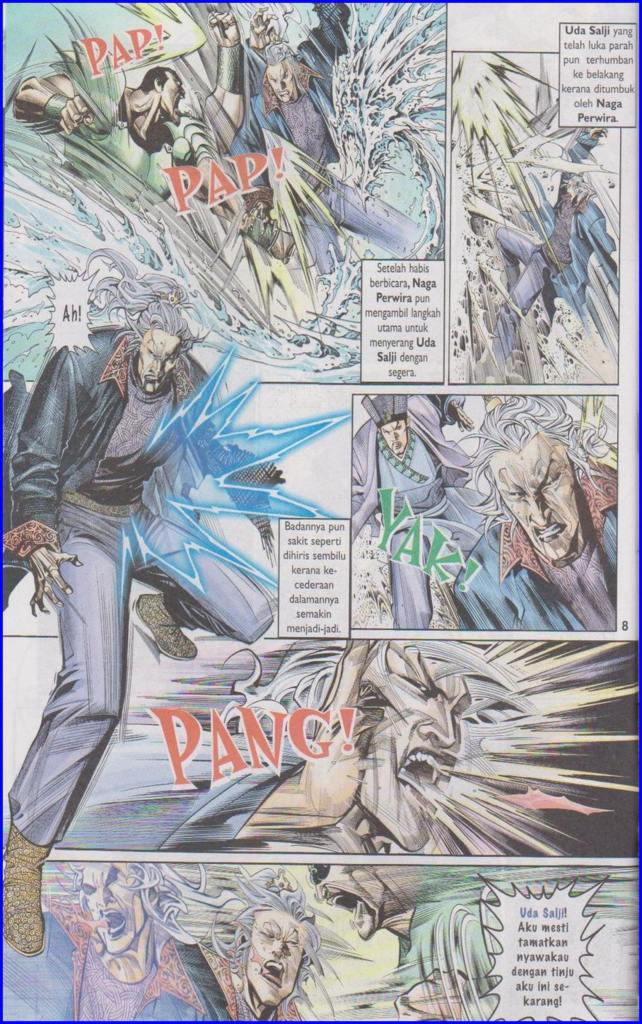 PAP!
PAP!
Setelah habis
berbicara, Naga
Perwira pun
mengambil langkah
utama untuk
menyerang Uda
Salji dengan
segera.
Uda Salji yang
telah luka parah
pun terhumban
ke belakang
kerana ditumbuk
oleh Naga
Perwira.
Ah!
Badannya pun
sakit seperti
dihiris sembilu
kerana ke-
cederaan
dalamannya
semakin
menjadi-jadi.
YAK!
8
PANG!
Uda Salji!
Aku mesti
tamatkan
nyawakau
dengan tinju
aku ini se-
karang!